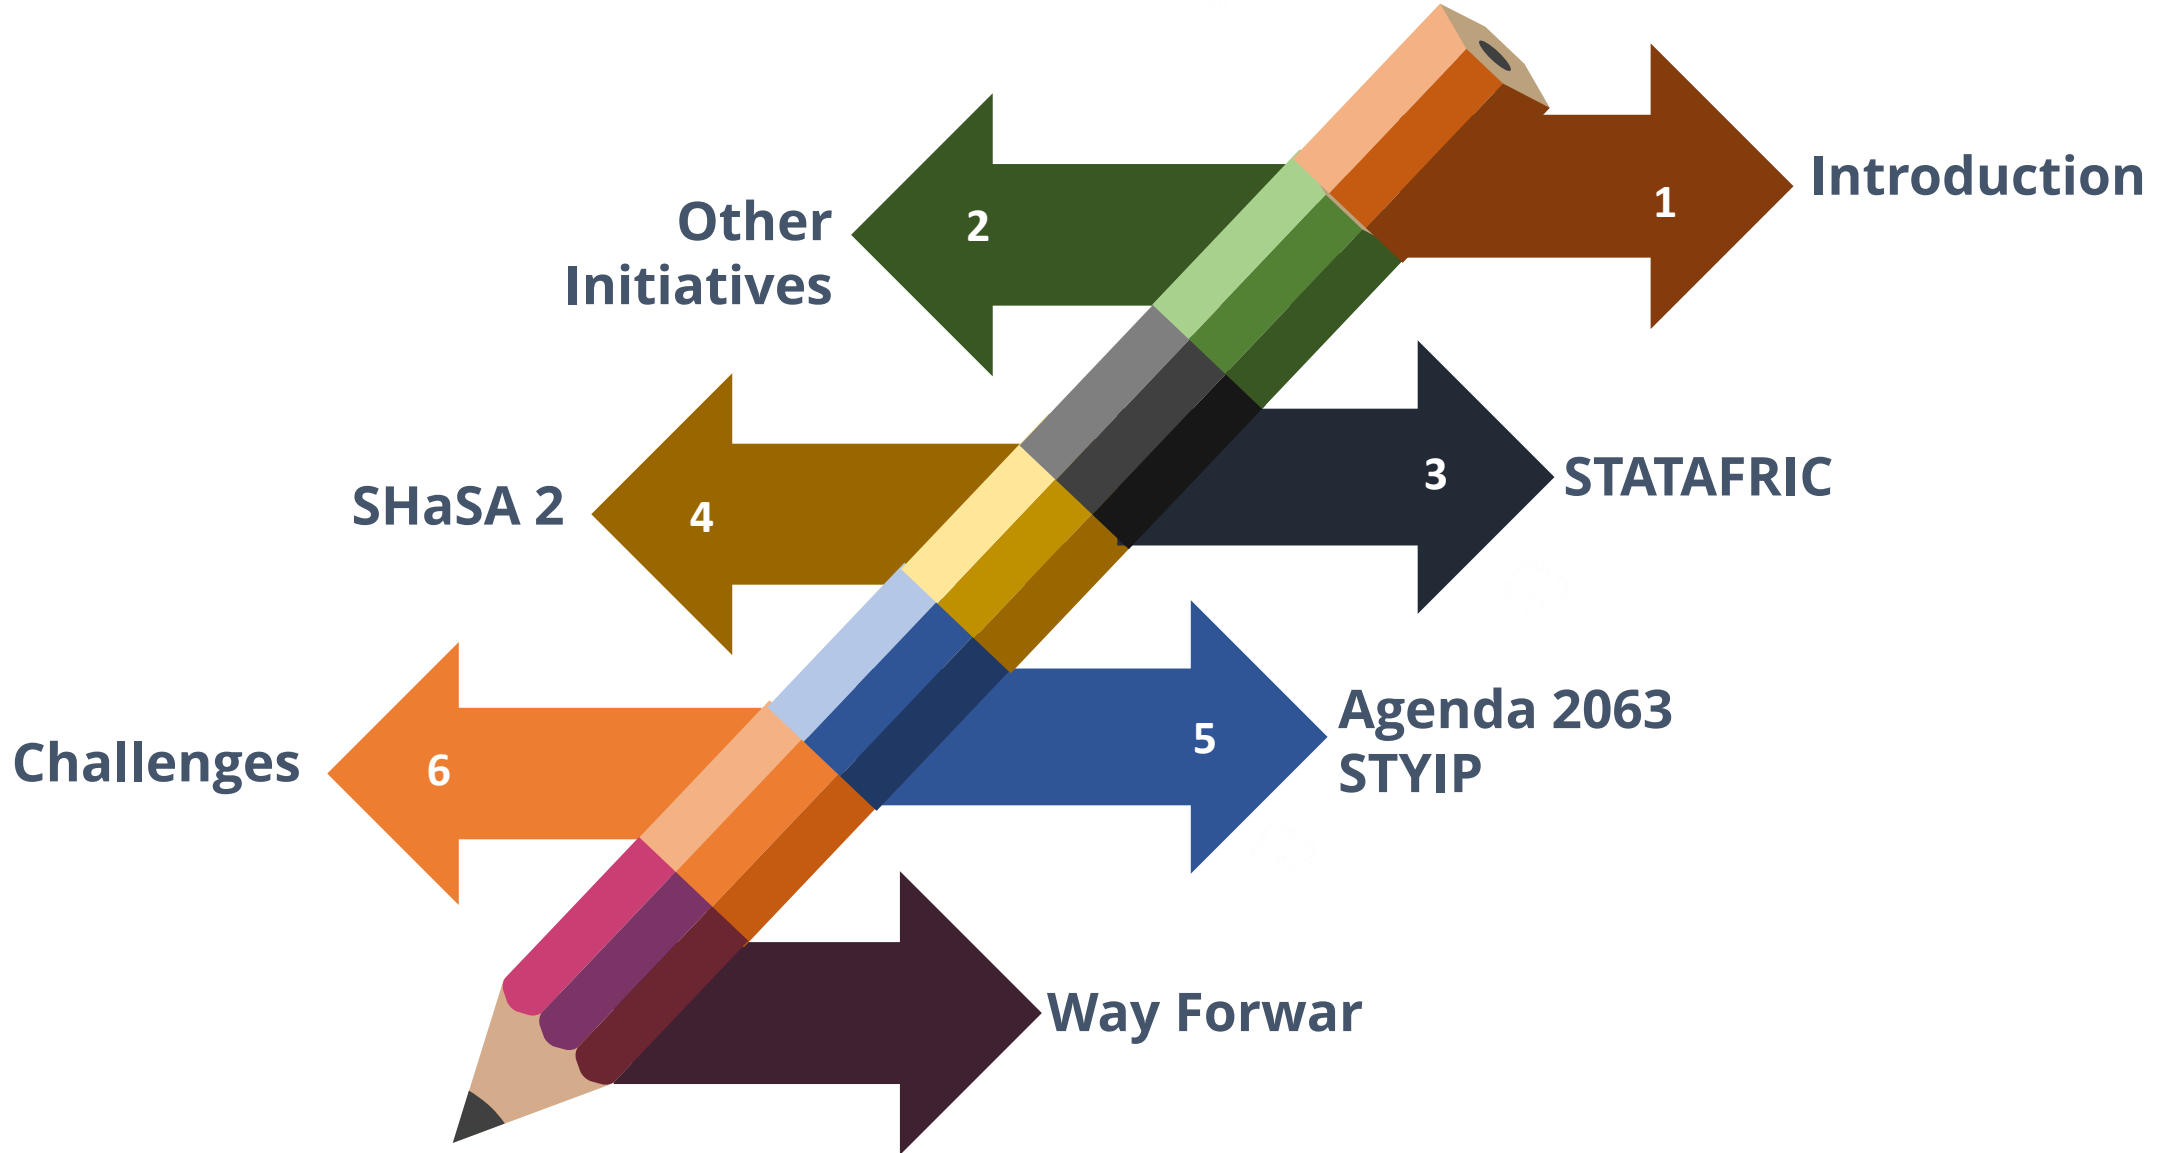 1
Introduction
2
Other
Initiatives
3
STATAFRIC
4
SHaSA 2
5
Agenda 2063
STYIP
6
Challenges
Way Forwar